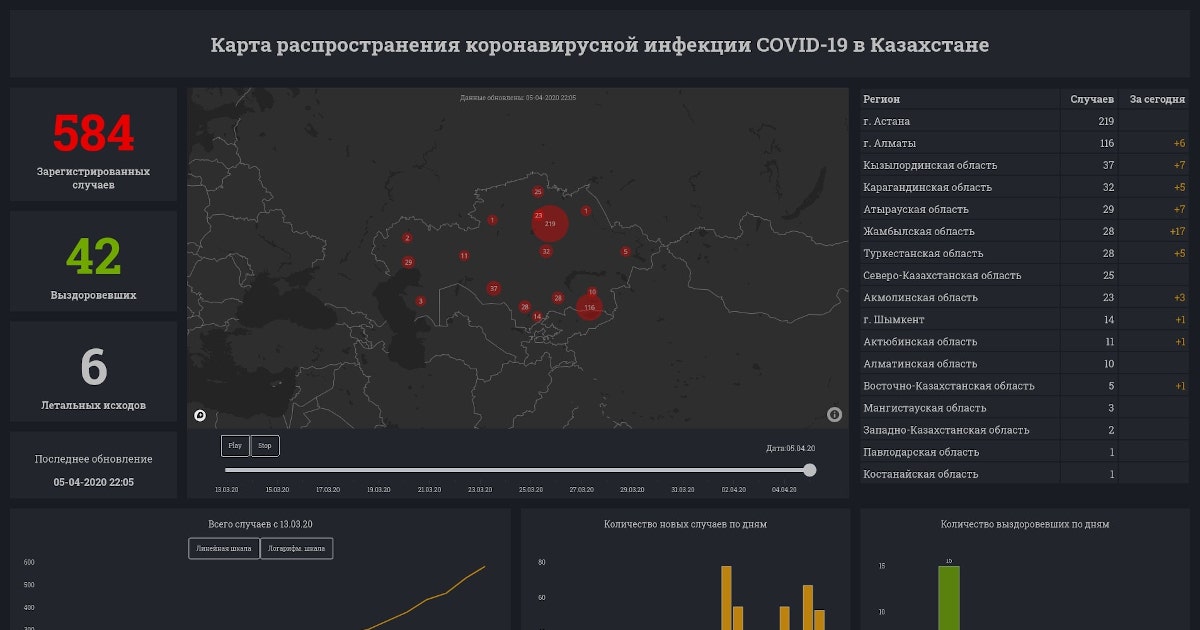 Карта распространения коронавирусной инфекции COVID-19 в Казахстане
584
Зарегистрированных
случаев
42
Выздоровевших
6
Летальных исходов
Последнее обновление
05-04-2020 22:05
Данные обновлены: 05-04-2020 22:05
25
1
23
219
1
2
29
11
32
5
3
37
28
14
28
10
116
Play Stop
Дата:05.04.20
13.03.20 15.03.20 17.03.20 19.03.20 21.03.20 23.03.20 25.03.20 27.03.20 29.03.20 31.03.20 02.04.20 04.04.20
Регион Случаев За сегодня
г. Астана 219
г. Алматы 116 +6
Кызылординская область 37 +7
Карагандинская область 32 +5
Атырауская область 29 +7
Жамбылская область 28 +17
Туркестанская область 28 +5
Северо-Казахстанская область 25
Акмолинская область 23 +3
г. Шымкент 14 +1
Актюбинская область 11 +1
Алматинская область 10
Восточно-Казахстанская область 5 +1
Мангистауская область 3
Западно-Казахстанская область 2
Павлодарская область 1
Костанайская область 1
Всего случаев с 13.03.20
Линейная шкала Логарифм. шкала
600
500
400
300
Количество новых случаев по дням
80
60
Количество выздоровевших по дням
15
10